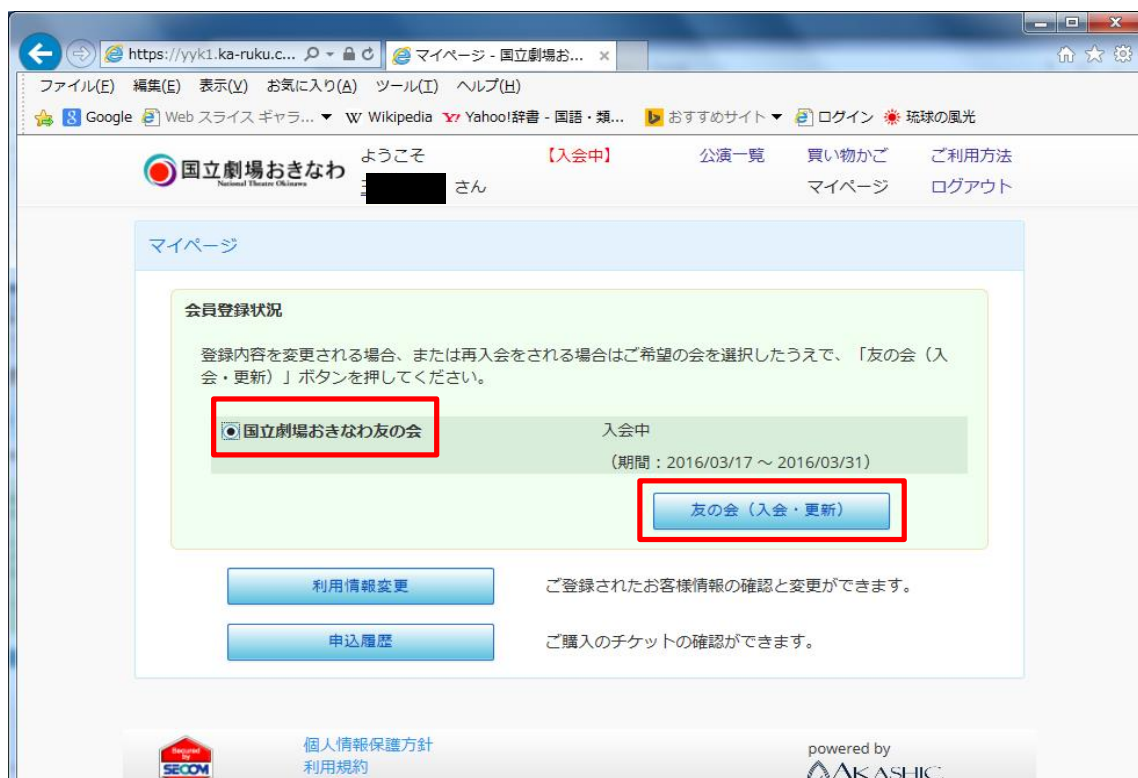 https://yyk1.ka-ruku.c... マイページ - 国立劇場お...
ファイル(F) 編集(E) 表示(V) お気に入り(A) ツール(T) ヘルプ(H)
Google Web スライス ギャラ... Wikipedia Yahoo!辞書 - 国語・類... おすすめサイト ログイン 琉球の風光
国立劇場おきなわ
National Theatre Okinawa
ようこそ
さん
【入会中】 公演一覧 買い物かご ご利用方法
マイページ ログアウト
マイページ
会員登録状況
登録内容を変更される場合、または再入会をされる場合はご希望の会を選択したうえで、「友の会（入
会・更新）」ボタンを押してください。
国立劇場おきなわ友の会 入会中
（期間：2016/03/17 ～ 2016/03/31）
友の会（入会・更新）
利用情報変更 ご登録されたお客様情報の確認と変更ができます。
申込履歴 ご購入のチケットの確認ができます。
Secured by
SECOM
個人情報保護方針
利用規約
powered by
AKASHIC